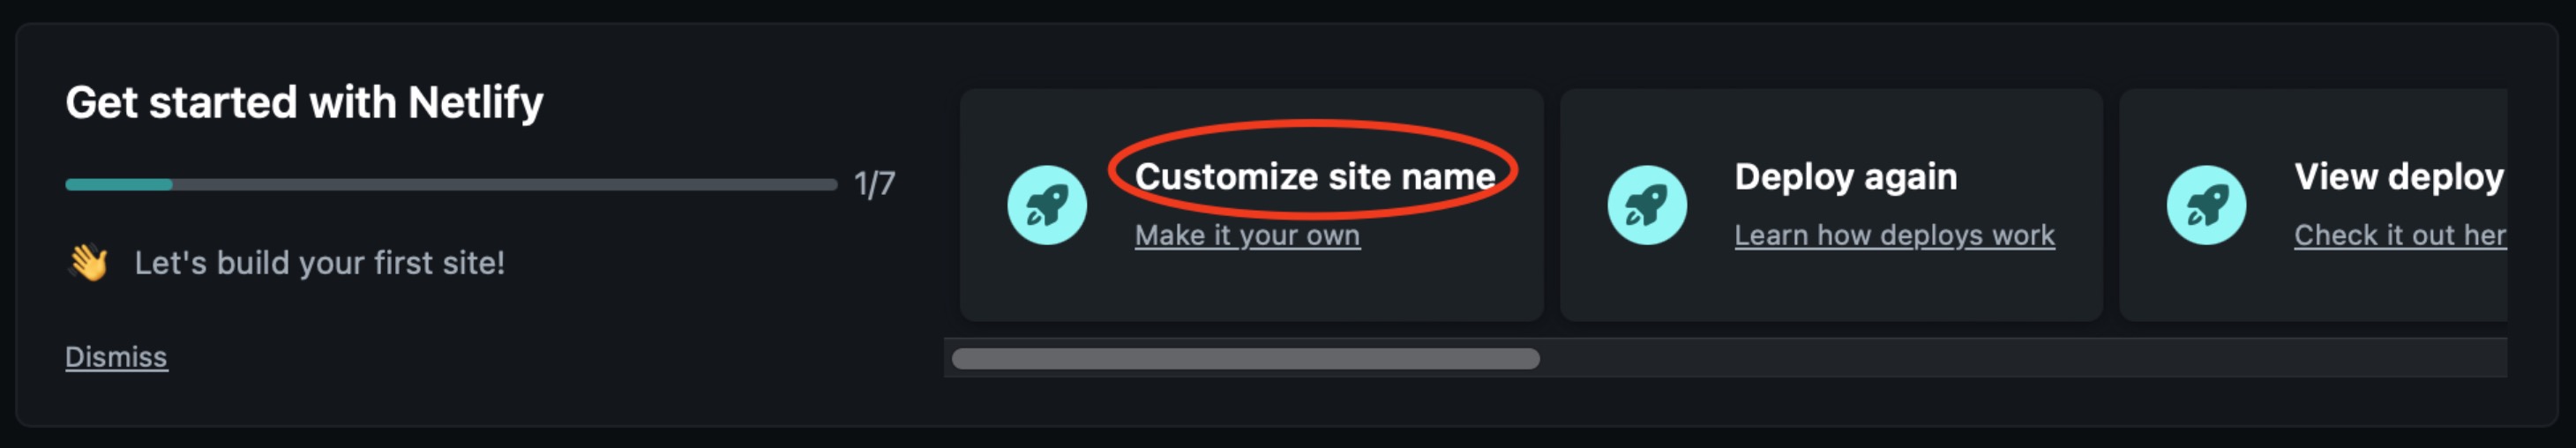 Get started with Netlify
1/7
Let's build your first site!
Dismiss
Customize site name
Make it your own
Deploy again
Learn how deploys work
View deploy
Check it out her